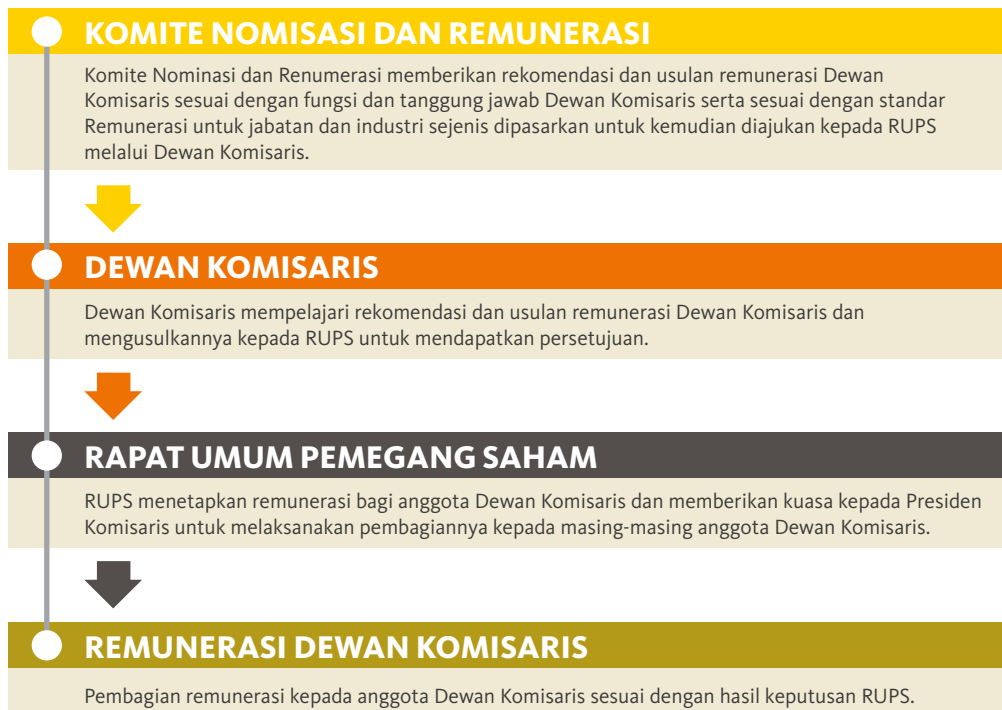 KOMITE NOMISASI DAN REMUNERASI
Komite Nominasi dan Renumerasi memberikan rekomendasi dan usulan remunerasi Dewan
Komisaris sesuai dengan fungsi dan tanggung jawab Dewan Komisaris serta sesuai dengan standar
Remunerasi untuk jabatan dan industri sejenis dipasarkan untuk kemudian diajukan kepada RUPS
melalui Dewan Komisaris.
DEWAN KOMISARIS
Dewan Komisaris mempelajari rekomendasi dan usulan remunerasi Dewan Komisaris dan
mengusulkannya kepada RUPS untuk mendapatkan persetujuan.
RAPAT UMUM PEMEGANG SAHAM
RUPS menetapkan remunerasi bagi anggota Dewan Komisaris dan memberikan kuasa kepada Presiden
Komisaris untuk melaksanakan pembagiannya kepada masing-masing anggota Dewan Komisaris.
REMUNERASI DEWAN KOMISARIS
Pembagian remunerasi kepada anggota Dewan Komisaris sesuai dengan hasil keputusan RUPS.